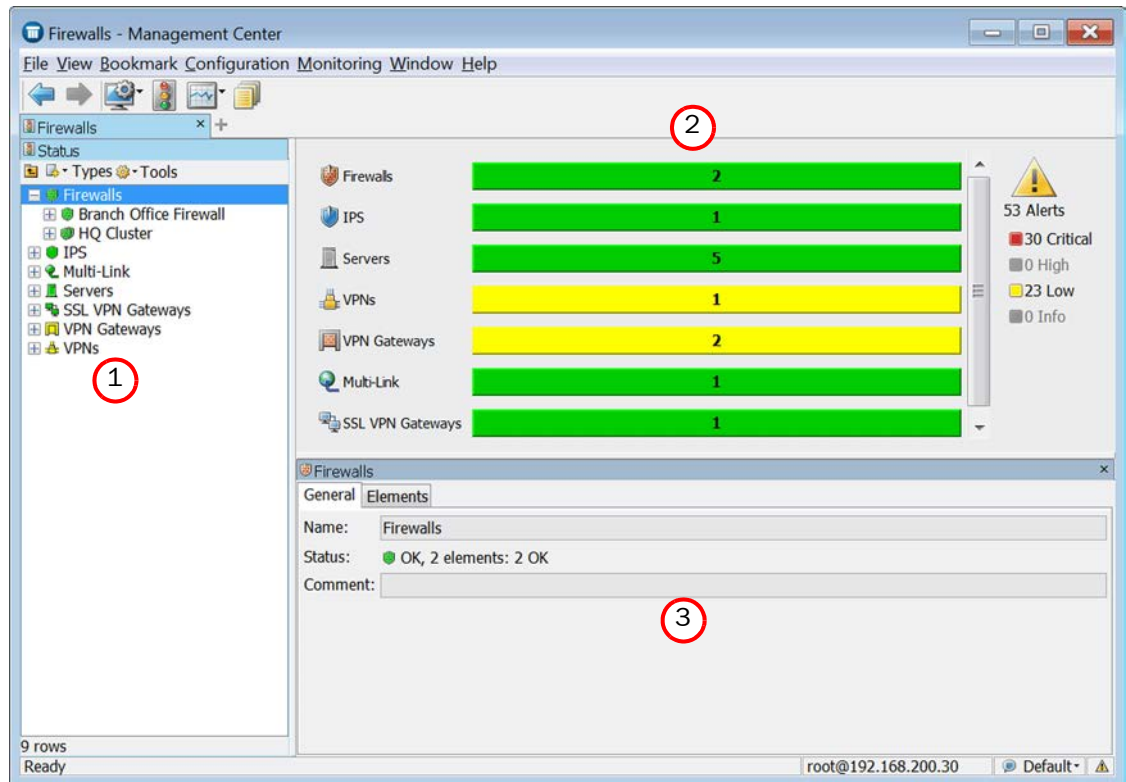 Firewalls - Management Center
File View Bookmark Configuration Monitoring Window Help
Firewalls
Status
Types Tools
Firewalls
Branch Office Firewall
HQ Cluster
IPS
Multi-Link
Servers
SSL VPN Gateways
VPN Gateways
VPNs
1
9 rows
2
Firewalls 2
IPS 1
Servers 5
VPNs 1
VPN Gateways 2
Multi-Link 1
SSL VPN Gateways 1
53 Alerts
30 Critical
0 High
23 Low
0 Info
Firewalls
General Elements
Name: Firewalls
Status: OK, 2 elements: 2 OK
Comment:
3
Ready root@192.168.200.30 Default